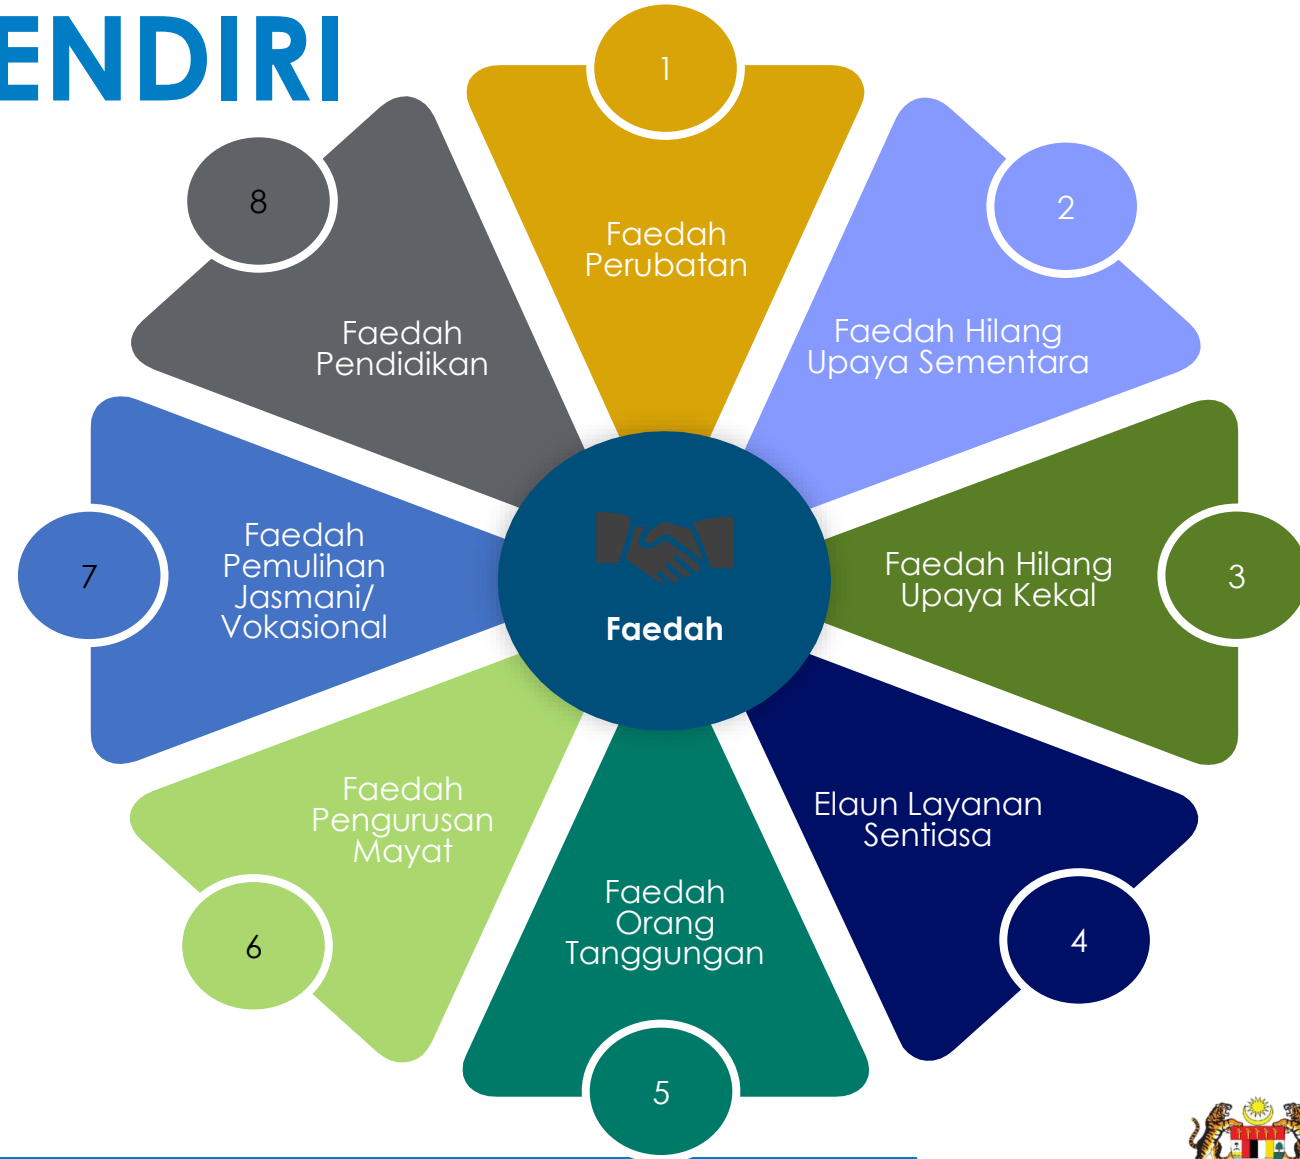 ENDIRI
1
Faedah
Perubatan
2
Faedah Hilang
Upaya Sementara
3
Faedah Hilang
Upaya Kekal
4
Elaun Layanan
Sentiasa
5
Faedah
Orang
Tanggungan
6
Faedah
Pengurusan
Mayat
7
Faedah
Pemulihan
Jasmani/
Vokasional
8
Faedah
Pendidikan
Faedah